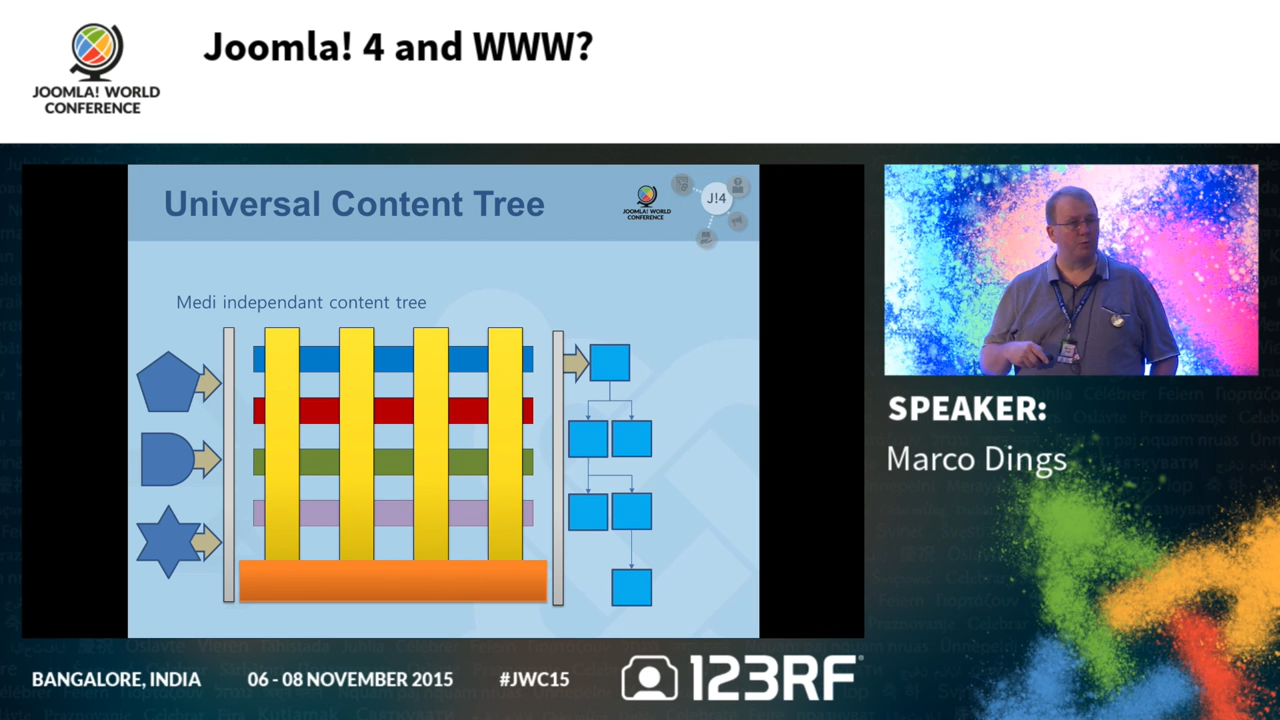 Joomla! 4 and WWW?
JOOMLA! WORLD
CONFERENCE
Universal Content Tree
JOOMLA! WORLD
CONFERENCE
J!4
Medi independant content tree
SPEAKER:
Marco Dings
BANGALORE, INDIA
06 - 08 NOVEMBER 2015
#JWC15
123RF